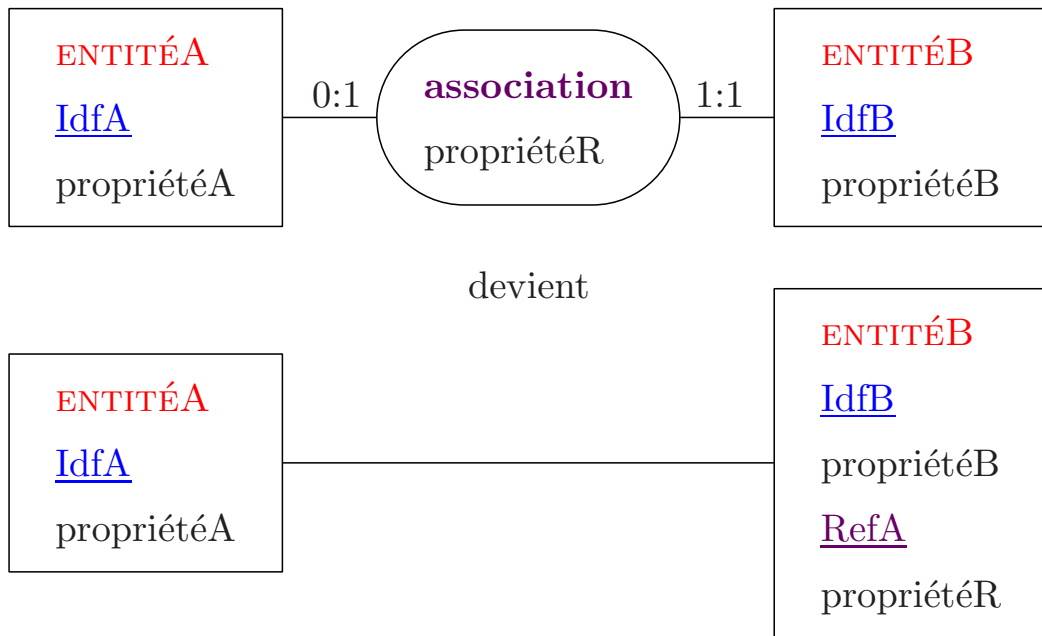 ENTITÉA
IdfA
propriétéA
0:1
association
propriétéR
1:1
ENTITÉB
IdfB
propriétéB
devient
ENTITÉA
IdfA
propriétéA
ENTITÉB
IdfB
propriétéB
RefA
propriétéR